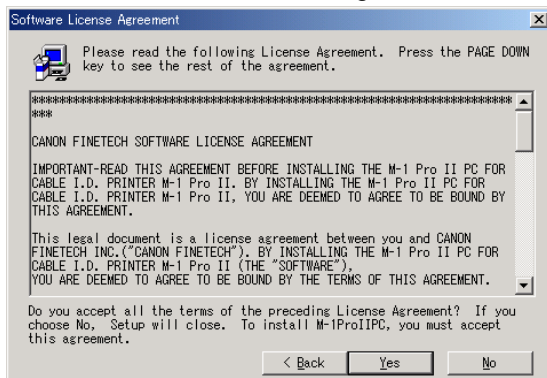 Software License Agreement
Please read the following License Agreement. Press the PAGE DOWN
key to see the rest of the agreement.
************************************************************************************
***
CANON FINETECH SOFTWARE LICENSE AGREEMENT
IMPORTANT-READ THIS AGREEMENT BEFORE INSTALLING THE M-1 Pro II PC FOR
CABLE I.D. PRINTER M-1 Pro II. BY INSTALLING THE M-1 Pro II PC FOR
CABLE I.D. PRINTER M-1 Pro II, YOU ARE DEEMED TO AGREE TO BE BOUND BY
THIS AGREEMENT.
This legal document is a license agreement between you and CANON
FINETECH INC.("CANON FINETECH"). BY INSTALLING THE M-1 Pro II PC FOR
CABLE I.D. PRINTER M-1 Pro II (THE "SOFTWARE"),
YOU ARE DEEMED TO AGREE TO BE BOUND BY THE TERMS OF THIS AGREEMENT.
Do you accept all the terms of the preceding License Agreement? If you
choose No, Setup will close. To install M-1ProIIPC, you must accept
this agreement.
< Back Yes No